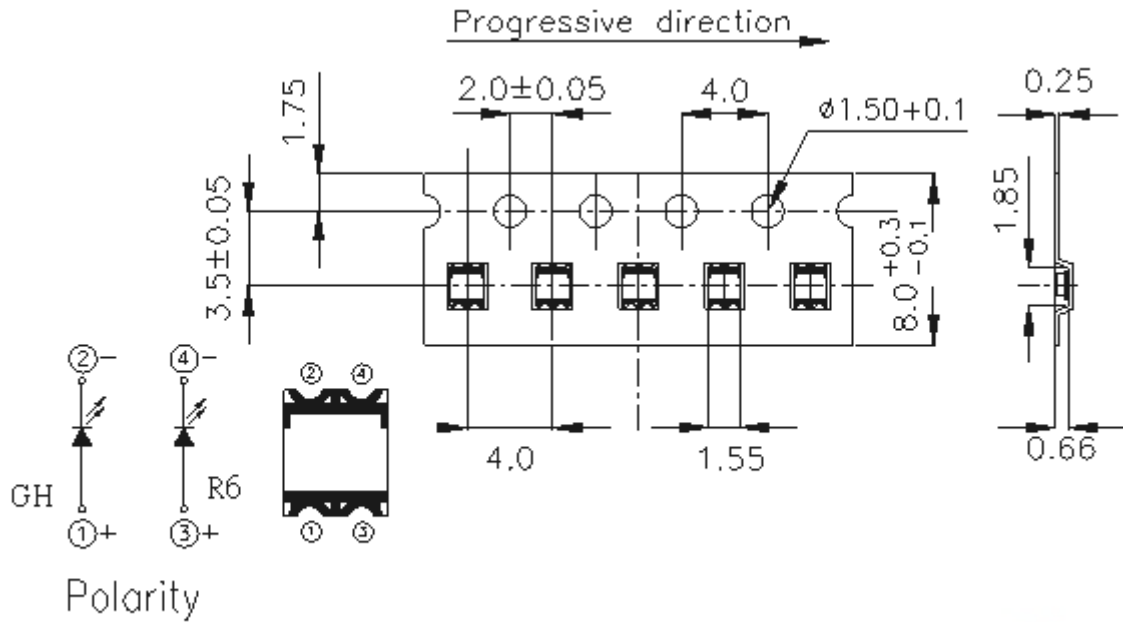 Progressive direction
2.0±0.05
4.0
ø1.50+0.1
0.25
1.75
3.5±0.05
1.85
8.0 +0.3 -0.1
②-
④-
② ④
4.0
1.55
0.66
GH
R6
①+
③+
① ③
Polarity